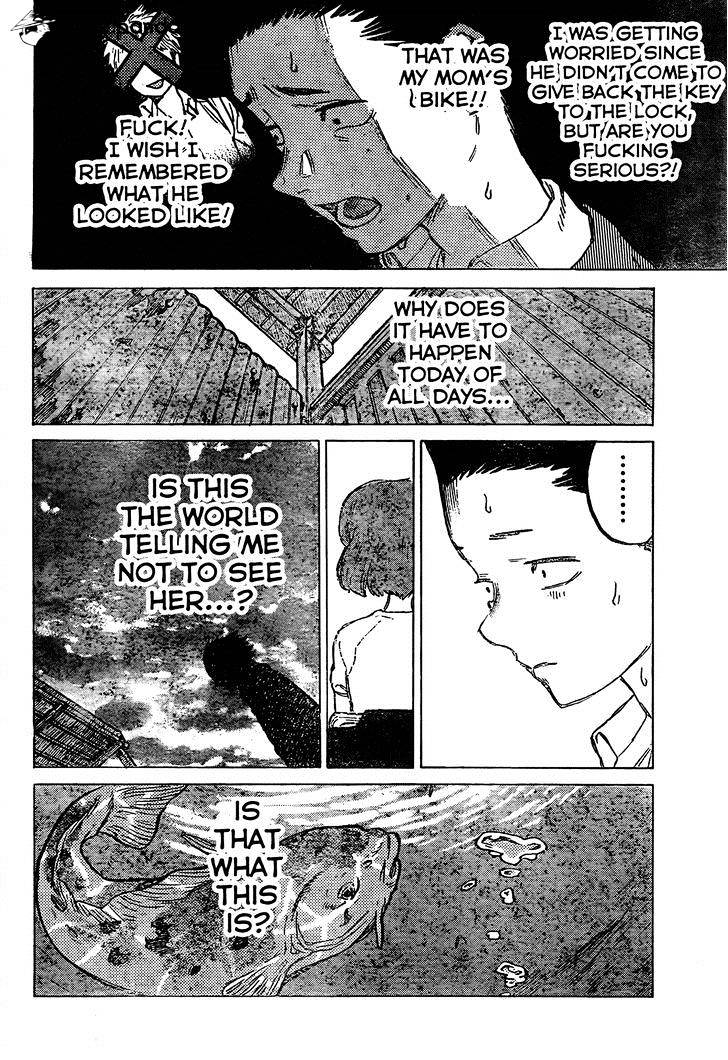 I WAS GETTING
WORRIED SINCE
HE DIDN'T COME TO
GIVE BACK THE KEY
TO THE LOCK,
BUT ARE YOU
FUCKING
SERIOUS?!
THAT WAS
MY MOM'S
BIKE!!
FUCK!
I WISH I
REMEMBERED
WHAT HE
LOOKED LIKE!
WHY DOES
IT HAVE TO
HAPPEN
TODAY OF
ALL DAYS...
........
IS THIS
THE WORLD
TELLING ME
NOT TO SEE
HER...?
IS
THAT
WHAT
THIS
IS?